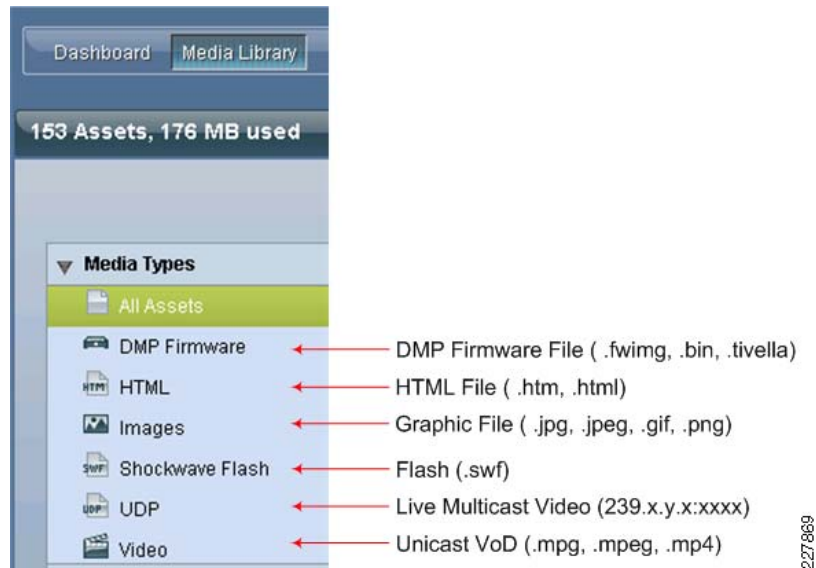 Dashboard Media Library
153 Assets, 176 MB used
Media Types
All Assets
DMP Firmware DMP Firmware File ( .fwimg, .bin, .tivella)
HTM HTML HTML File ( .htm, .html)
Images Graphic File ( .jpg, .jpeg, .gif, .png)
SWF Shockwave Flash Flash (.swf)
UDP UDP Live Multicast Video (239.x.y.x:xxxx)
Video Unicast VoD (.mpg, .mpeg, .mp4)
227869